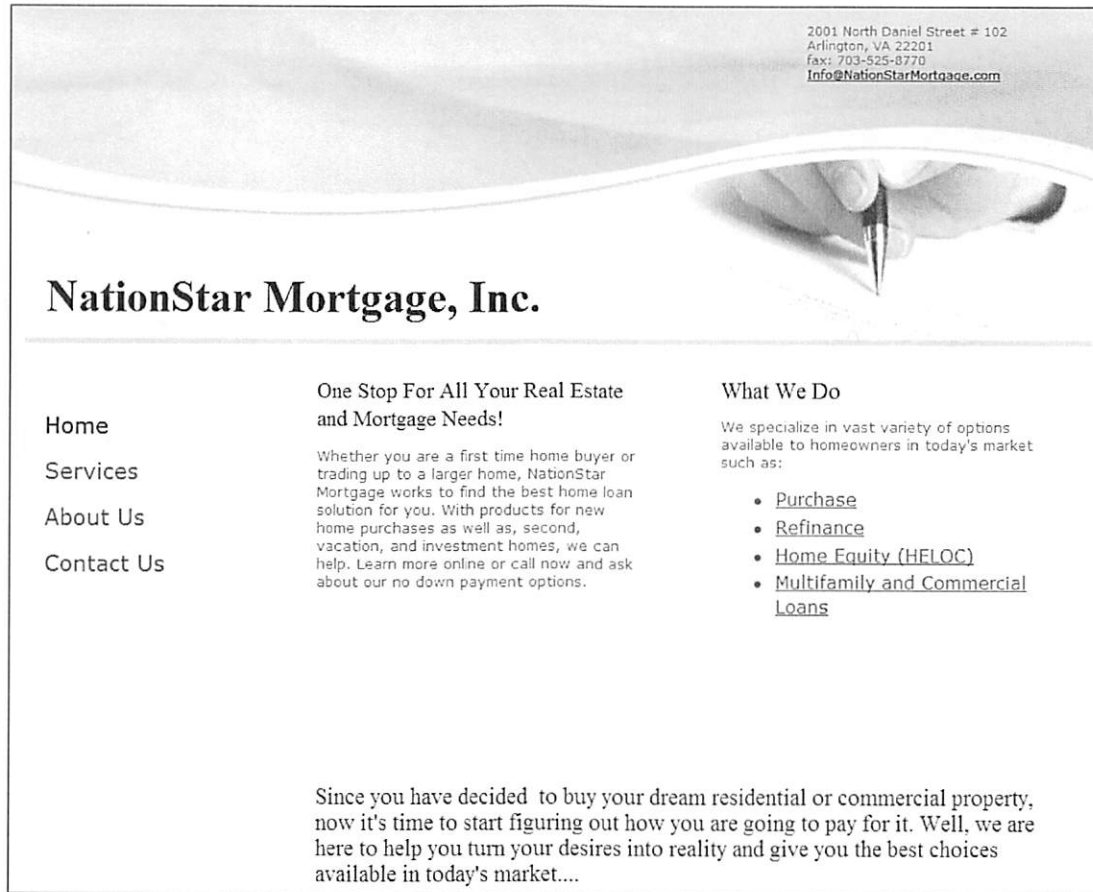 2001 North Daniel Street # 102
Arlington, VA 22201
fax: 703-525-8770
Info@NationStarMortgage.com
NationStar Mortgage, Inc.
Home
Services
About Us
Contact Us
One Stop For All Your Real Estate
and Mortgage Needs!
Whether you are a first time home buyer or
trading up to a larger home, NationStar
Mortgage works to find the best home loan
solution for you. With products for new
home purchases as well as, second,
vacation, and investment homes, we can
help. Learn more online or call now and ask
about our no down payment options.
What We Do
We specialize in vast variety of options
available to homeowners in today's market
such as:
• Purchase
• Refinance
• Home Equity (HELOC)
• Multifamily and Commercial
Loans
Since you have decided to buy your dream residential or commercial property,
now it's time to start figuring out how you are going to pay for it. Well, we are
here to help you turn your desires into reality and give you the best choices
available in today's market....